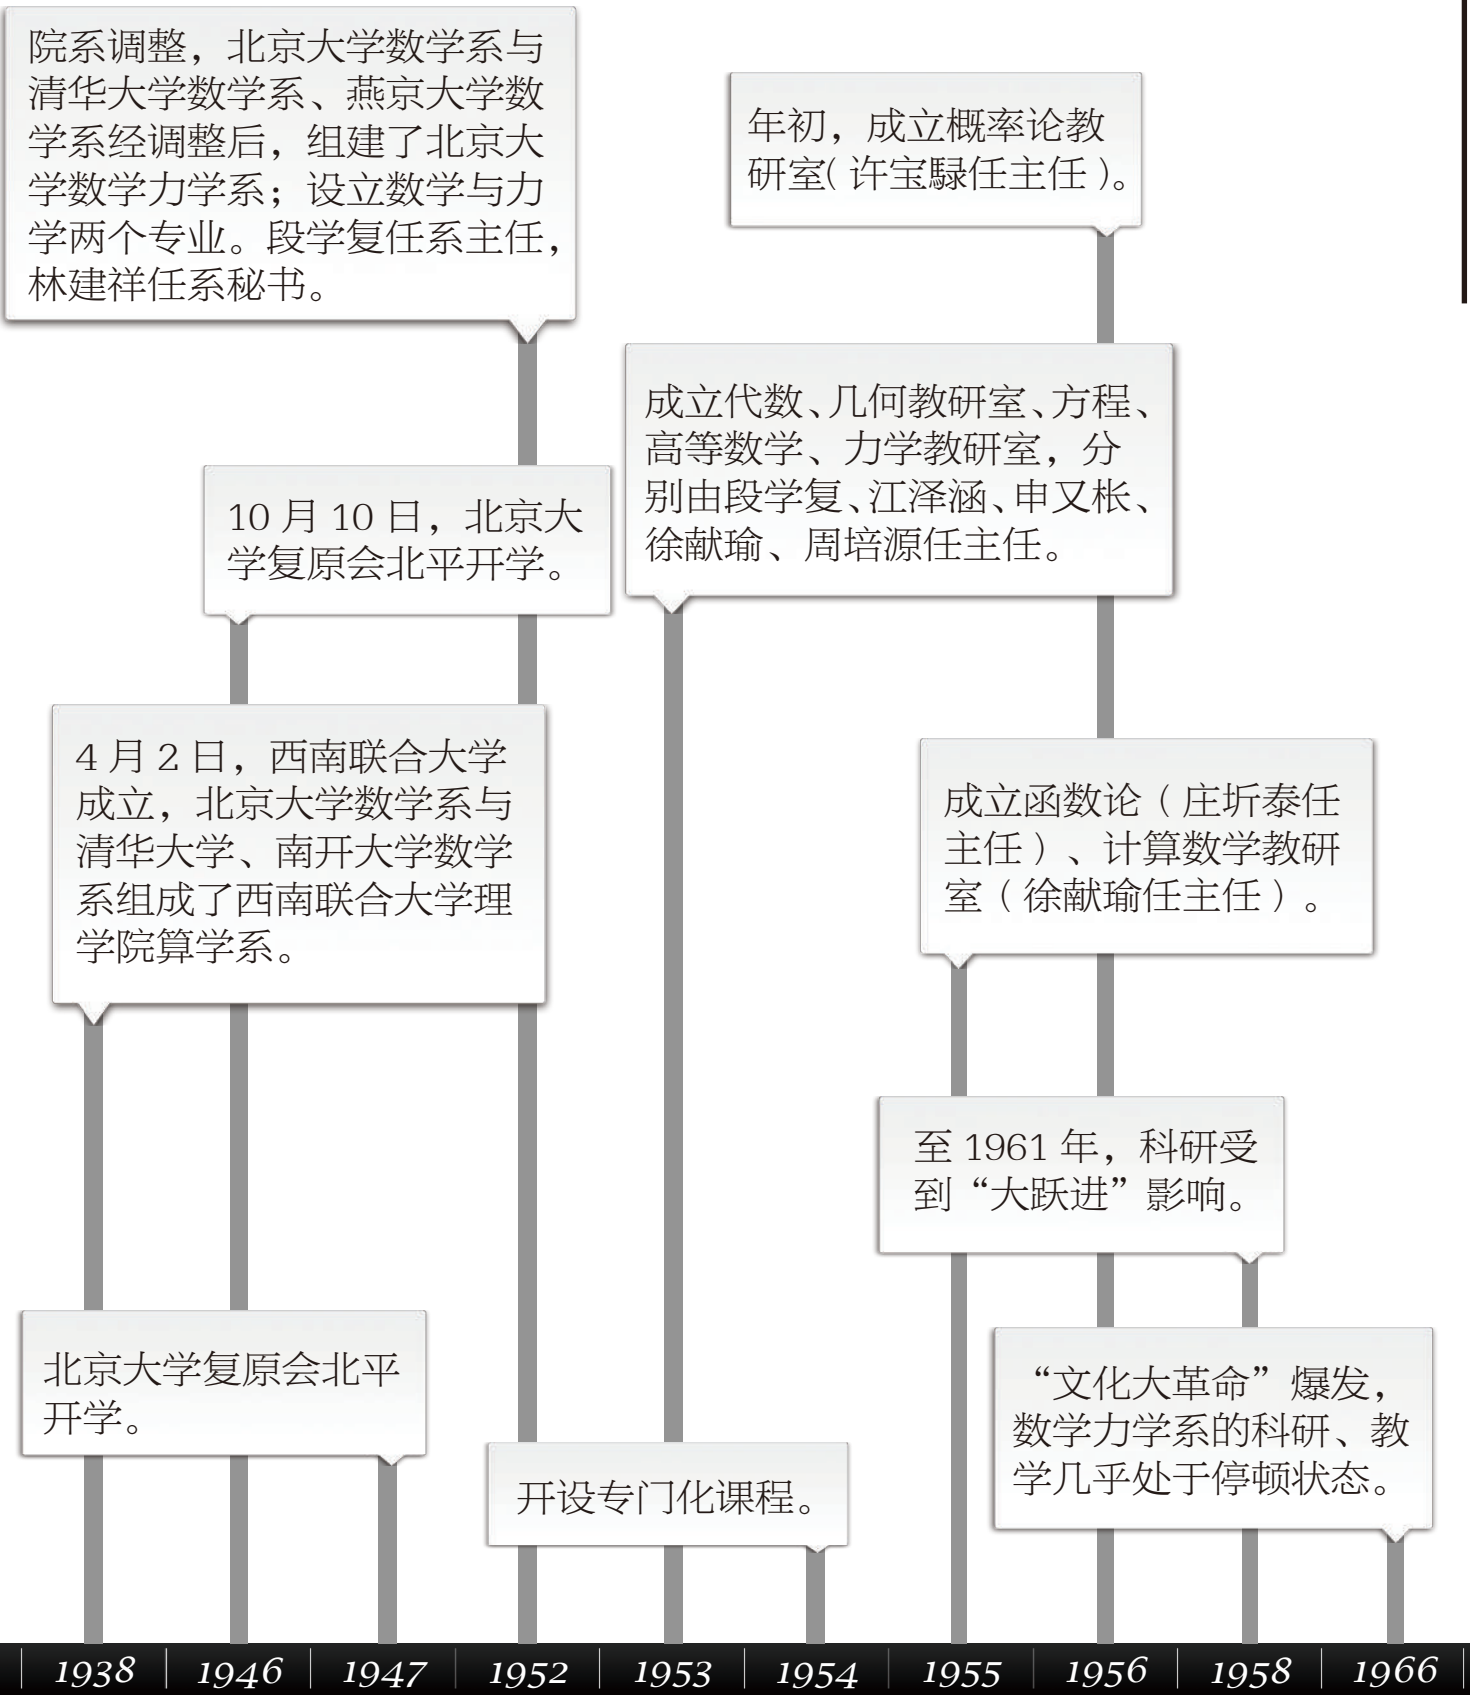 院系调整，北京大学数学系与
清华大学数学系、燕京大学数
学系经调整后，组建了北京大
学数学力学系；设立数学与力
学两个专业。段学复任系主任，
林建祥任系秘书。
年初，成立概率论教
研室（许宝騄任主任）。
成立代数、几何教研室、方程、
高等数学、力学教研室，分
别由段学复、江泽涵、申又枨、
徐献瑜、周培源任主任。
10 月 10 日，北京大
学复原会北平开学。
4 月 2 日，西南联合大学
成立，北京大学数学系与
清华大学、南开大学数学
系组成了西南联合大学理
学院算学系。
成立函数论（庄圻泰任
主任）、计算数学教研
室（徐献瑜任主任）。
至 1961 年，科研受
到“大跃进”影响。
北京大学复原会北平
开学。
“文化大革命”爆发，
数学力学系的科研、教
学几乎处于停顿状态。
开设专门化课程。
1938 1946 1947 1952 1953 1954 1955 1956 1958 1966